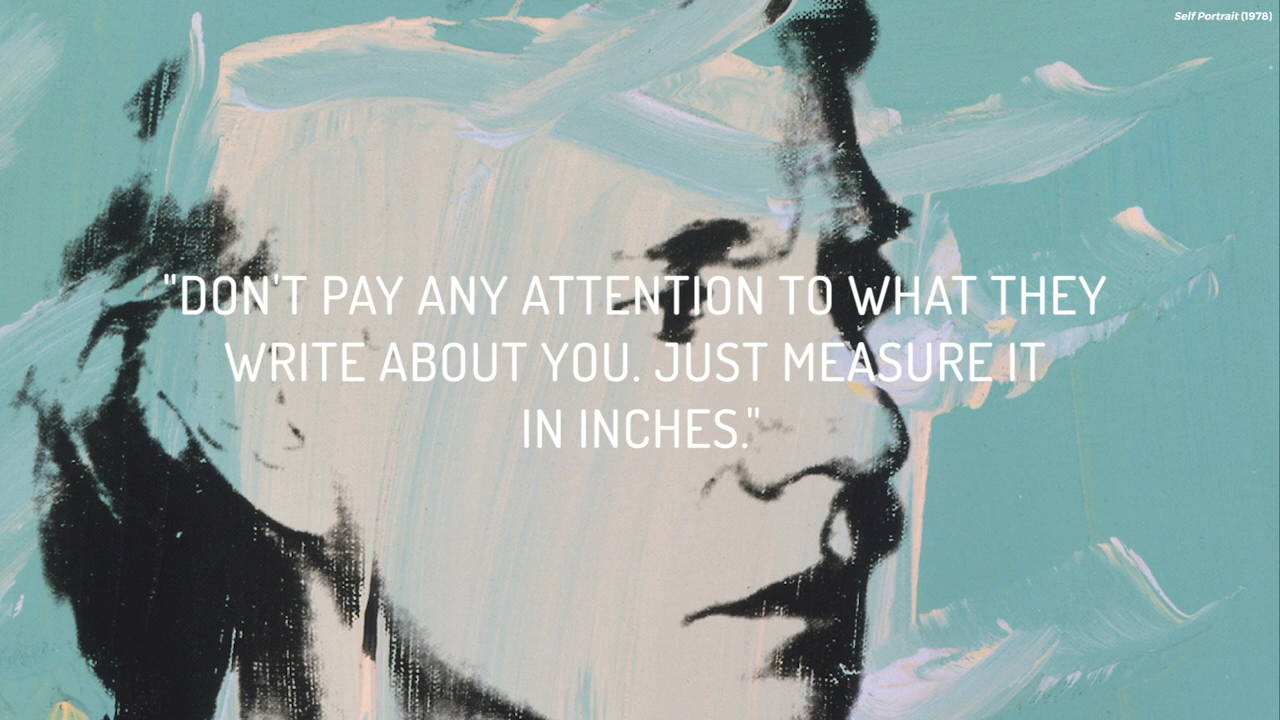 Self Portrait (1978)
"DON'T PAY ANY ATTENTION TO WHAT THEY
WRITE ABOUT YOU. JUST MEASURE IT
IN INCHES."